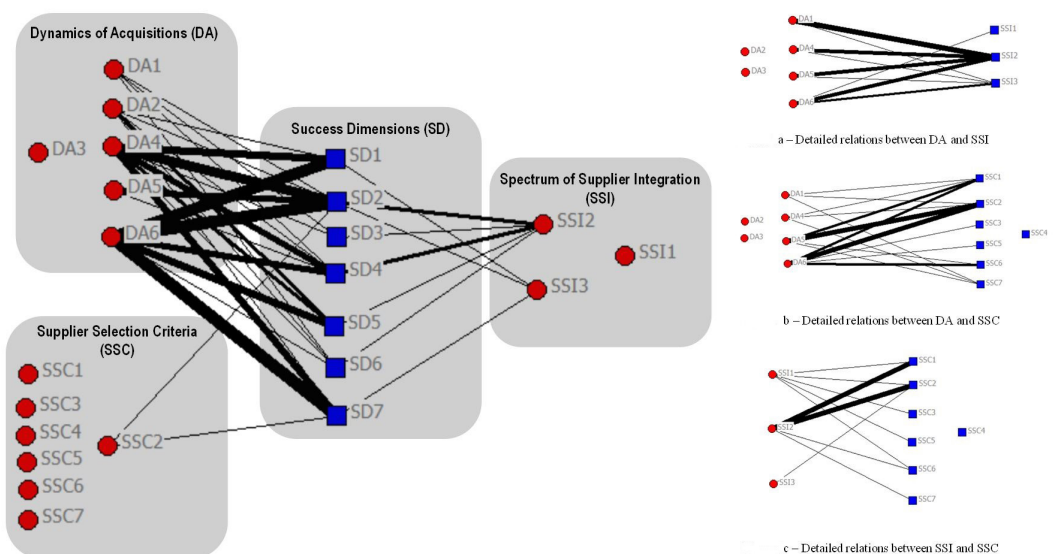 Dynamics of Acquisitions (DA)
DA1
DA2
DA3
DA4
DA5
DA6
Success Dimensions (SD)
SD1
SD2
SD3
SD4
SD5
SD6
SD7
Spectrum of Supplier Integration
(SSI)
SSI2
SSI1
SSI3
Supplier Selection Criteria
(SSC)
SSC1
SSC3
SSC4
SSC2
SSC5
SSC6
SSC7
DA1
SSI1
DA2
DA4
SSI2
DA3
DA5
SSI3
DA6
a – Detailed relations between DA and SSI
SSC1
DA1
SSC2
DA2
DA4
SSC3
SSC4
DA3
DA5
SSC5
DA6
SSC6
SSC7
b – Detailed relations between DA and SSC
SSC1
SSI1
SSC2
SSC3
SSI2
SSC4
SSC5
SSC6
SSI3
SSC7
c – Detailed relations between SSI and SSC